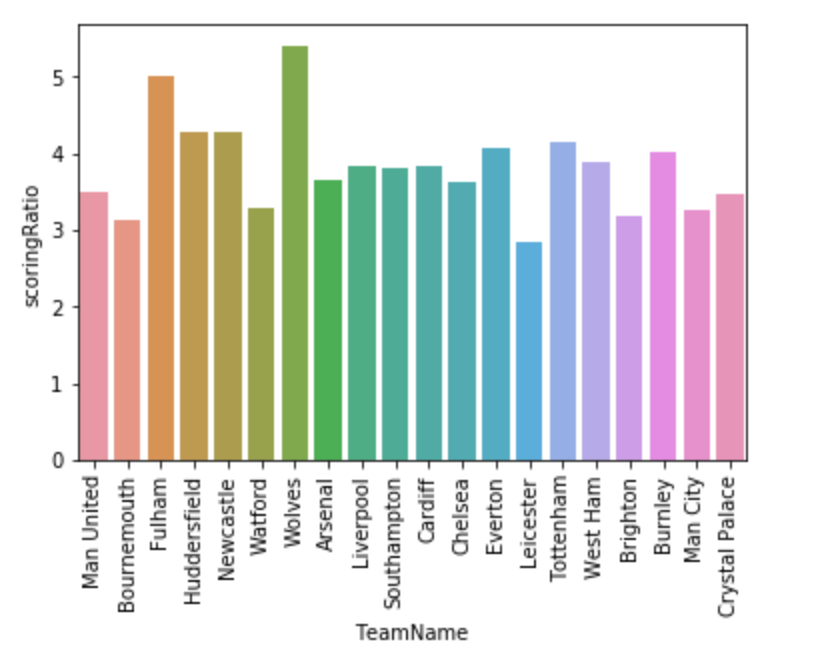 scoringRatio
5
4
3
2
1
0
Man United
Bournemouth
Fulham
Huddersfield
Newcastle
Watford
Wolves
Arsenal
Liverpool
Southampton
Cardiff
Chelsea
Everton
Leicester
Tottenham
West Ham
Brighton
Burnley
Man City
Crystal Palace
TeamName